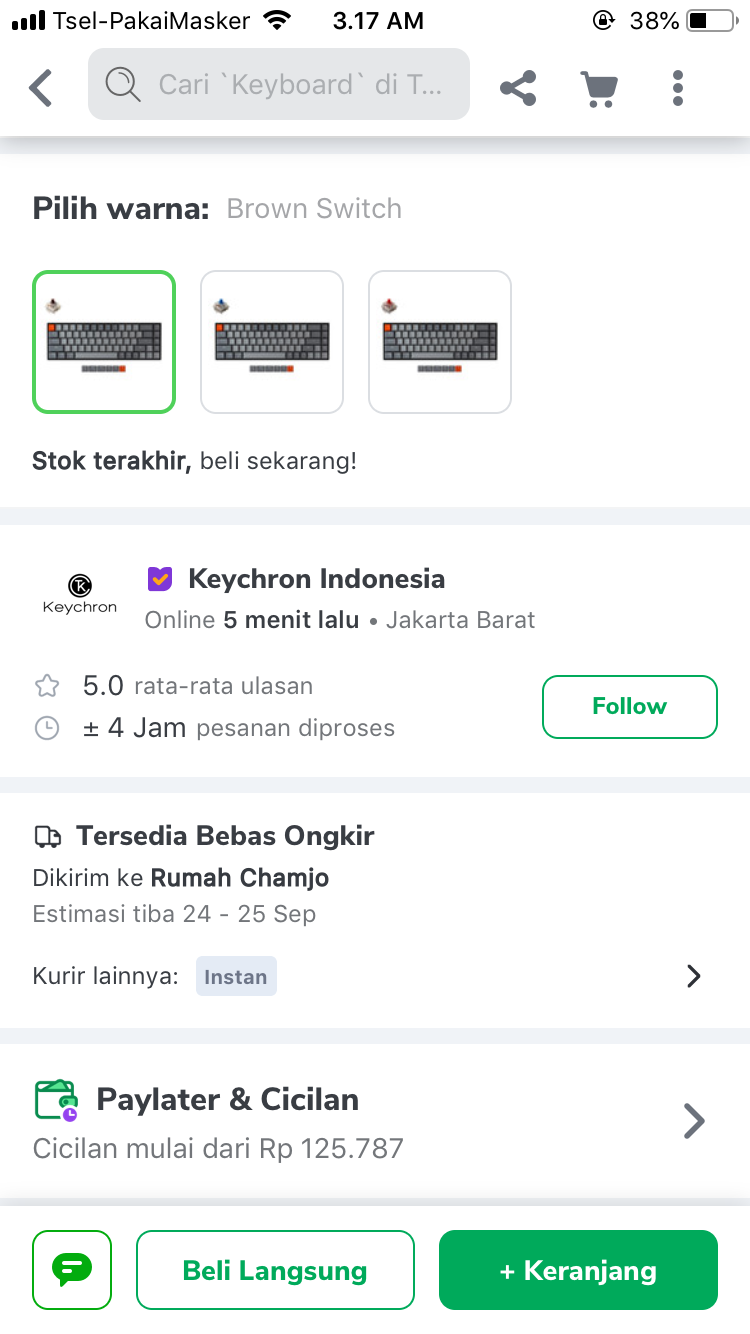 Tsel-PakaiMasker 3.17 AM 38%
Cari `Keyboard` di T...
Pilih warna: Brown Switch
Stok terakhir, beli sekarang!
Keychron
Keychron Indonesia
Online 5 menit lalu • Jakarta Barat
5.0 rata-rata ulasan
± 4 Jam pesanan diproses
Follow
Tersedia Bebas Ongkir
Dikirim ke Rumah Chamjo
Estimasi tiba 24 - 25 Sep
Kurir lainnya: Instan
Paylater & Cicilan
Cicilan mulai dari Rp 125.787
Beli Langsung
+ Keranjang